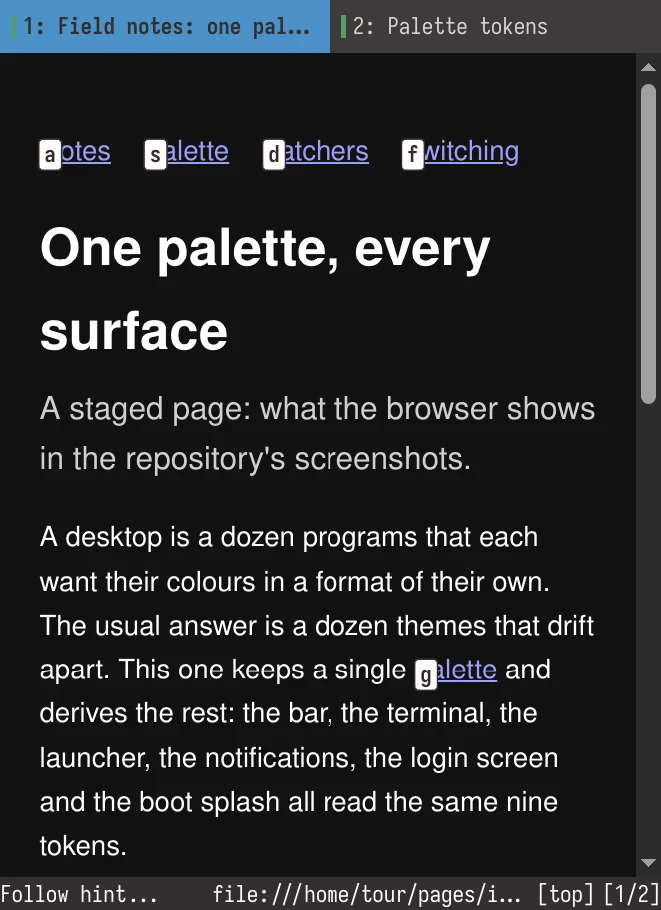 1: Field notes: one pal... 2: Palette tokens
a otes s alette d atchers f witching
One palette, every
surface
A staged page: what the browser shows
in the repository's screenshots.
A desktop is a dozen programs that each
want their colours in a format of their own.
The usual answer is a dozen themes that drift
apart. This one keeps a single g alette and
derives the rest: the bar, the terminal, the
launcher, the notifications, the login screen
and the boot splash all read the same nine
tokens.
Follow hint... file:///home/tour/pages/i... [top] [1/2]